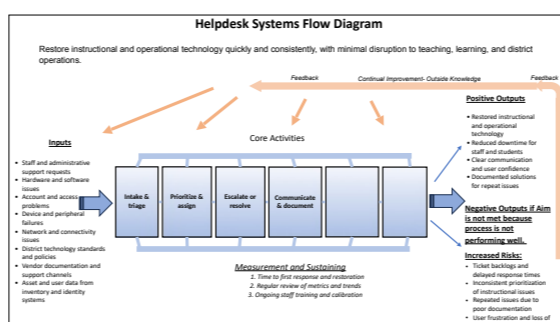 Helpdesk Systems Flow Diagram
Restore instructional and operational technology quickly and consistently, with minimal disruption to teaching, learning, and district
operations.
Feedback
Continual Improvement- Outside Knowledge
Feedback
Inputs
• Staff and administrative
support requests
• Hardware and software
issues
• Account and access
problems
• Device and peripheral
failures
• Network and connectivity
issues
• District technology standards
and policies
• Vendor documentation and
support channels
• Asset and user data from
inventory and identity
systems
Core Activities
Intake &
triage
Prioritize &
assign
Escalate or
resolve
Communicate
& document
Measurement and Sustaining
1. Time to first response and restoration
2. Regular review of metrics and trends
3. Ongoing staff training and calibration
Positive Outputs
• Restored instructional
and operational
technology
• Reduced downtime for
staff and students
• Clear communication
and user confidence
• Documented solutions
for repeat issues
Negative Outputs if Aim
is not met because
process is not
performing well.
Increased Risks:
• Ticket backlogs and
delayed response times
• Inconsistent prioritization
of instructional issues
• Repeated issues due to
poor documentation
• User frustration and loss of